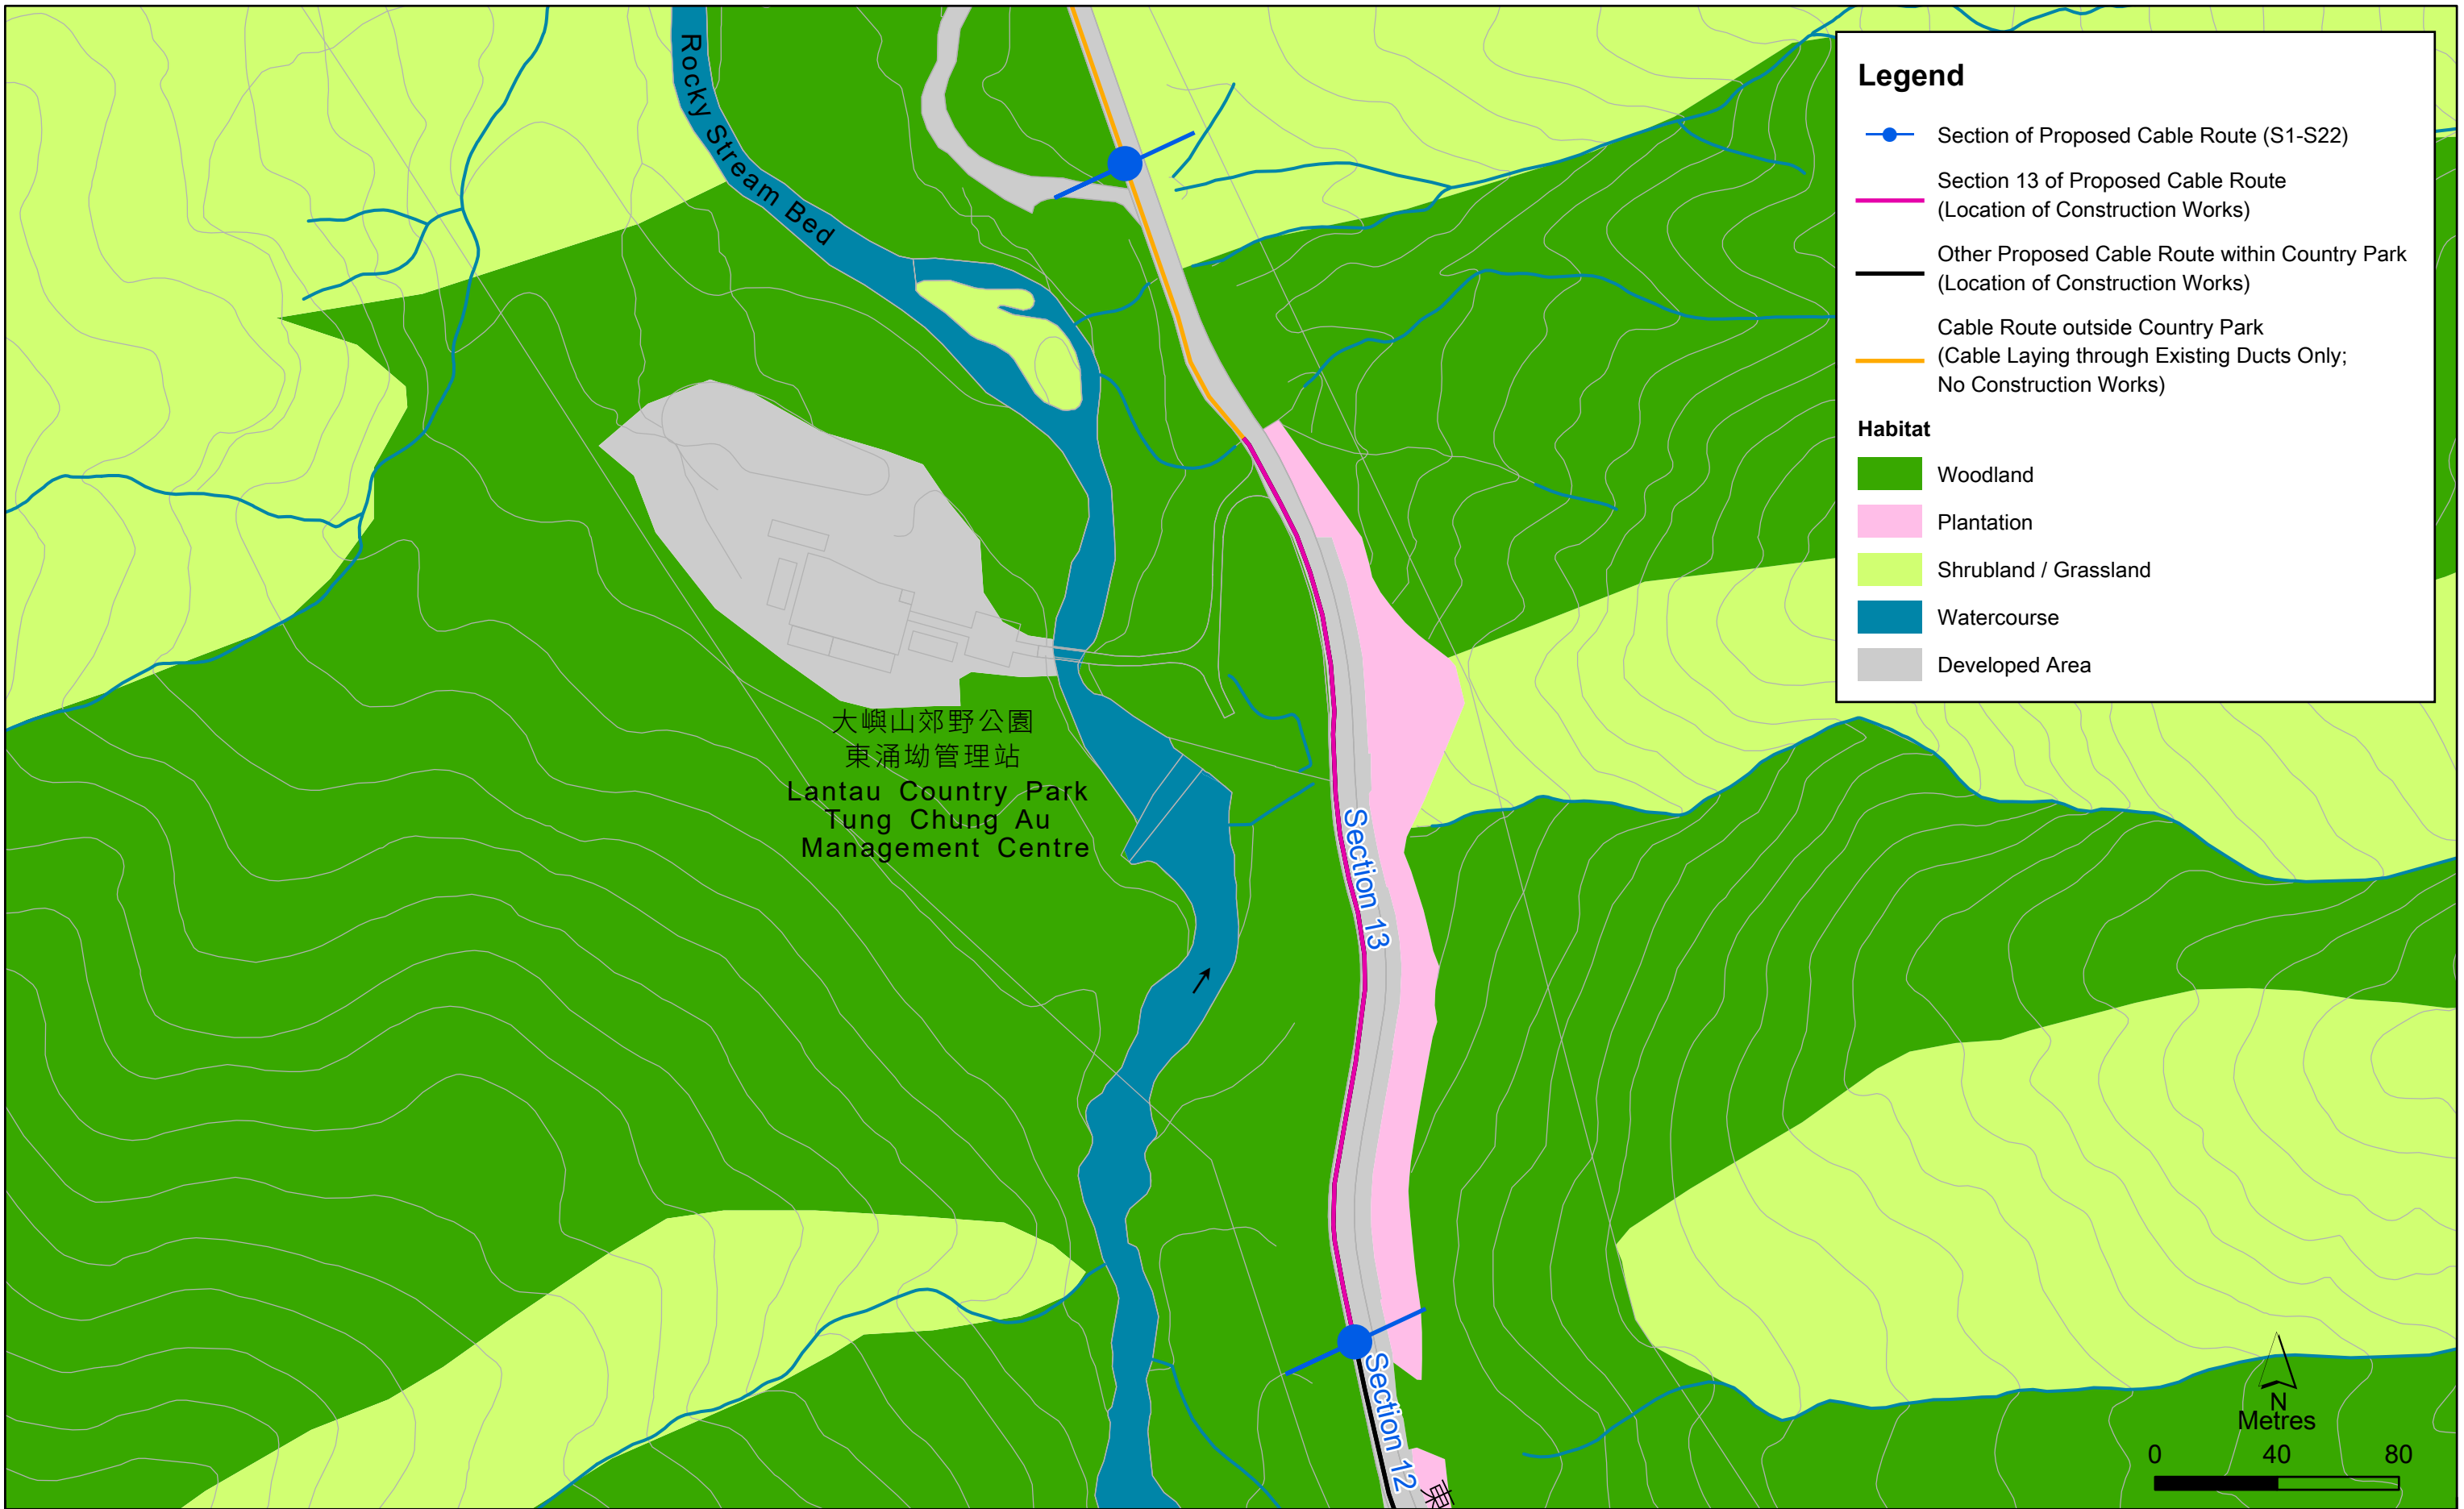 Rocky Stream Bed
Legend
Section of Proposed Cable Route (S1-S22)
Section 13 of Proposed Cable Route
(Location of Construction Works)
Other Proposed Cable Route within Country Park
(Location of Construction Works)
Cable Route outside Country Park
(Cable Laying through Existing Ducts Only;
No Construction Works)
Habitat
Woodland
Plantation
Shrubland / Grassland
Watercourse
Developed Area
大嶼山郊野公園
東涌坳管理站
Lantau Country Park
Tung Chung Au
Management Centre
Section 13
Section 12
東
N
Metres
0 40 80